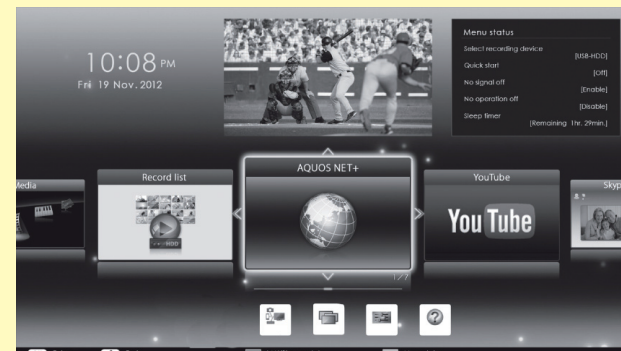 10:08 PM
Fri 19 Nov. 2012
Menu status
Select recording device
[USB-HDD]
Quick start
[Off]
No signal off
[Enable]
No operation off
[Disable]
Sleep timer
[Remaining 1hr. 29min.]
Media
Record list
HDD
AQUOS NET+
YouTube
You Tube
Skyp
1/7
?